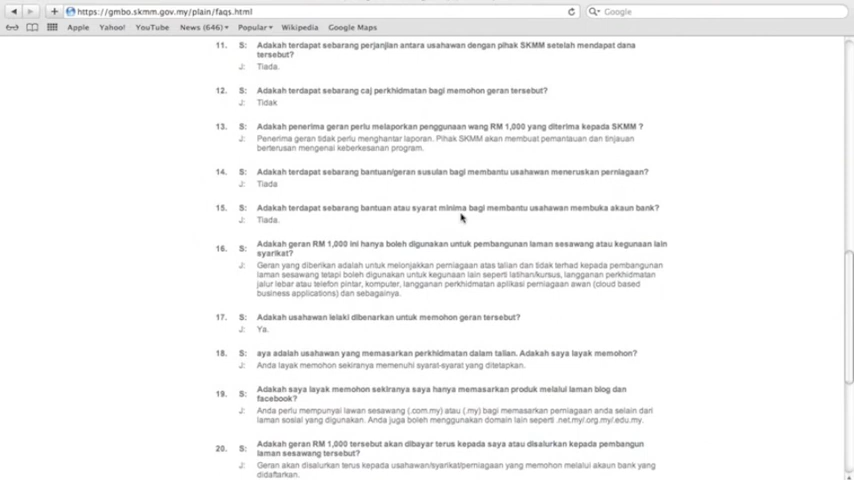 https://gmbo.skmm.gov.my/plain/faqs.html
Google
Apple Yahoo! YouTube News (646) Popular Wikipedia Google Maps
11. S: Adakah terdapat sebarang perjanjian antara usahawan dengan pihak SKMM setelah mendapat dana
tersebut?
J: Tiada.
12. S: Adakah terdapat sebarang caj perkhidmatan bagi memohon geran tersebut?
J: Tidak
13. S: Adakah penerima geran perlu melaporkan penggunaan wang RM 1,000 yang diterima kepada SKMM ?
J: Penerima geran tidak perlu menghantar laporan. Pihak SKMM akan membuat pemantauan dan tinjauan
berterusan mengenai keberkesanan program.
14. S: Adakah terdapat sebarang bantuan/geran susulan bagi membantu usahawan meneruskan perniagaan?
J: Tiada
15. S: Adakah terdapat sebarang bantuan atau syarat minima bagi membantu usahawan membuka akaun bank?
J: Tiada.
16. S: Adakah geran RM 1,000 ini hanya boleh digunakan untuk pembangunan laman sesawang atau kegunaan lain
syarikat?
J: Geran yang diberikan adalah untuk melonjakkan perniagaan atas talian dan tidak terhad kepada pembangunan
laman sesawang tetapi boleh digunakan untuk kegunaan lain seperti latihan/kursus, langganan perkhidmatan
jalur lebar atau telefon pintar, komputer, langganan perkhidmatan aplikasi perniagaan awan (cloud based
business applications) dan sebagainya.
17. S: Adakah usahawan lelaki dibenarkan untuk memohon geran tersebut?
J: Ya.
18. S: aya adalah usahawan yang memasarkan perkhidmatan dalam talian. Adakah saya layak memohon?
J: Anda layak memohon sekiranya memenuhi syarat-syarat yang ditetapkan.
19. S: Adakah saya layak memohon sekiranya saya hanya memasarkan produk melalui laman blog dan
facebook?
J: Anda perlu mempunyai lawan sesawang (.com.my) atau (.my) bagi memasarkan perniagaan anda selain dari
laman sosial yang digunakan. Anda juga boleh menggunakan domain lain seperti .net.my/.org.my/.edu.my.
20. S: Adakah geran RM 1,000 tersebut akan dibayar terus kepada saya atau disalurkan kepada pembangun
laman sesawang tersebut?
J: Geran akan disalurkan terus kepada usahawan/syarikat/perniagaan yang memohon melalui akaun bank yang
didaftarkan.